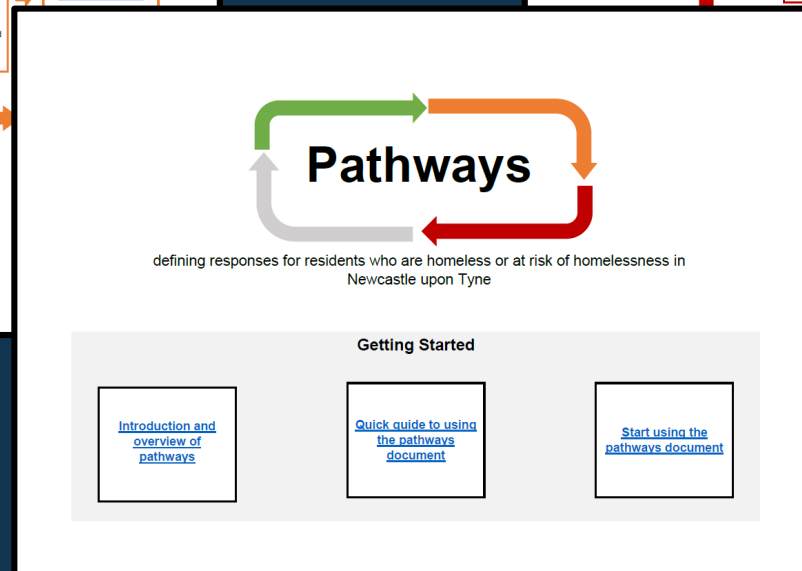 Pathways
defining responses for residents who are homeless or at risk of homelessness in
Newcastle upon Tyne
Getting Started
Introduction and
overview of
pathways
Quick guide to using
the pathways
document
Start using the
pathways document